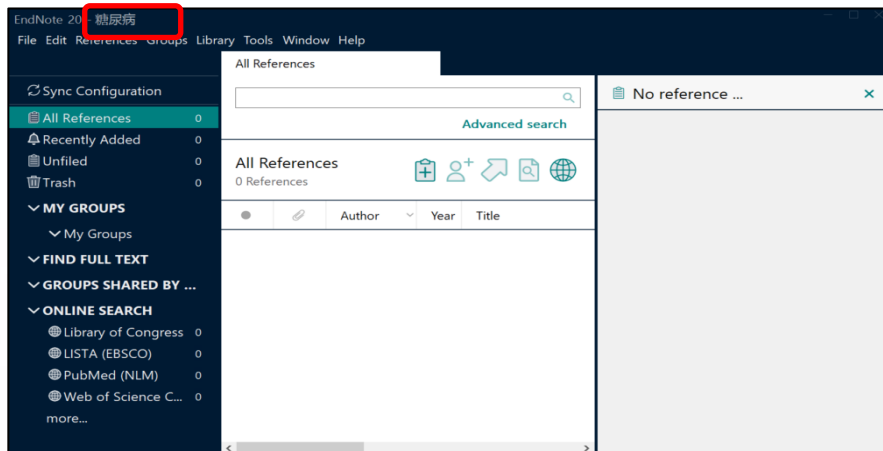 EndNote 20 - 糖尿病
File Edit References Groups Library Tools Window Help
All References
Sync Configuration
All References 0
Recently Added 0
Unfiled 0
Trash 0
MY GROUPS
My Groups
FIND FULL TEXT
GROUPS SHARED BY ...
ONLINE SEARCH
Library of Congress 0
LISTA (EBSCO) 0
PubMed (NLM) 0
Web of Science C... 0
more...
Advanced search
All References
0 References
Author Year Title
No reference ...